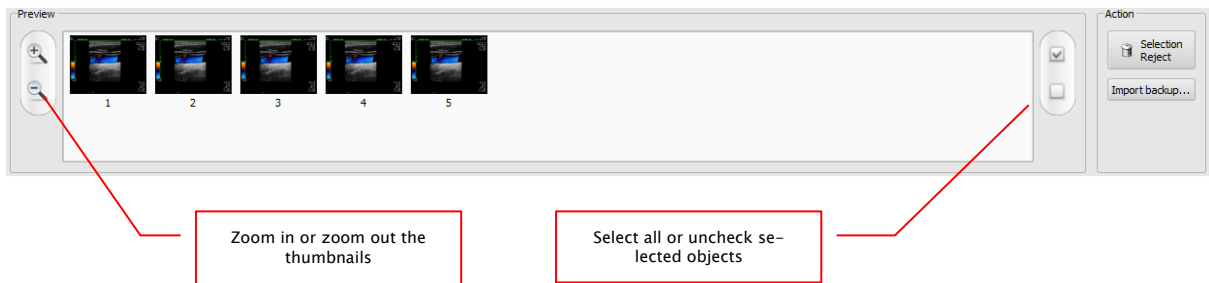 Preview
Action
Selection
Reject
Import backup...
1 2 3 4 5
Zoom in or zoom out the
thumbnails
Select all or uncheck se-
lected objects